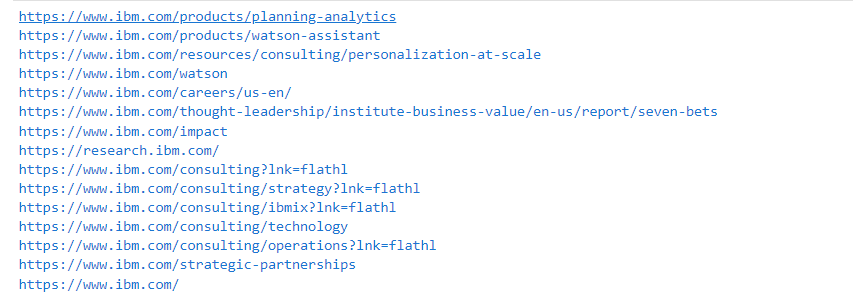 https://www.ibm.com/products/planning-analytics
https://www.ibm.com/products/watson-assistant
https://www.ibm.com/resources/consulting/personalization-at-scale
https://www.ibm.com/watson
https://www.ibm.com/careers/us-en/
https://www.ibm.com/thought-leadership/institute-business-value/en-us/report/seven-bets
https://www.ibm.com/impact
https://research.ibm.com/
https://www.ibm.com/consulting?lnk=flathl
https://www.ibm.com/consulting/strategy?lnk=flathl
https://www.ibm.com/consulting/ibmix?lnk=flathl
https://www.ibm.com/consulting/technology
https://www.ibm.com/consulting/operations?lnk=flathl
https://www.ibm.com/strategic-partnerships
https://www.ibm.com/